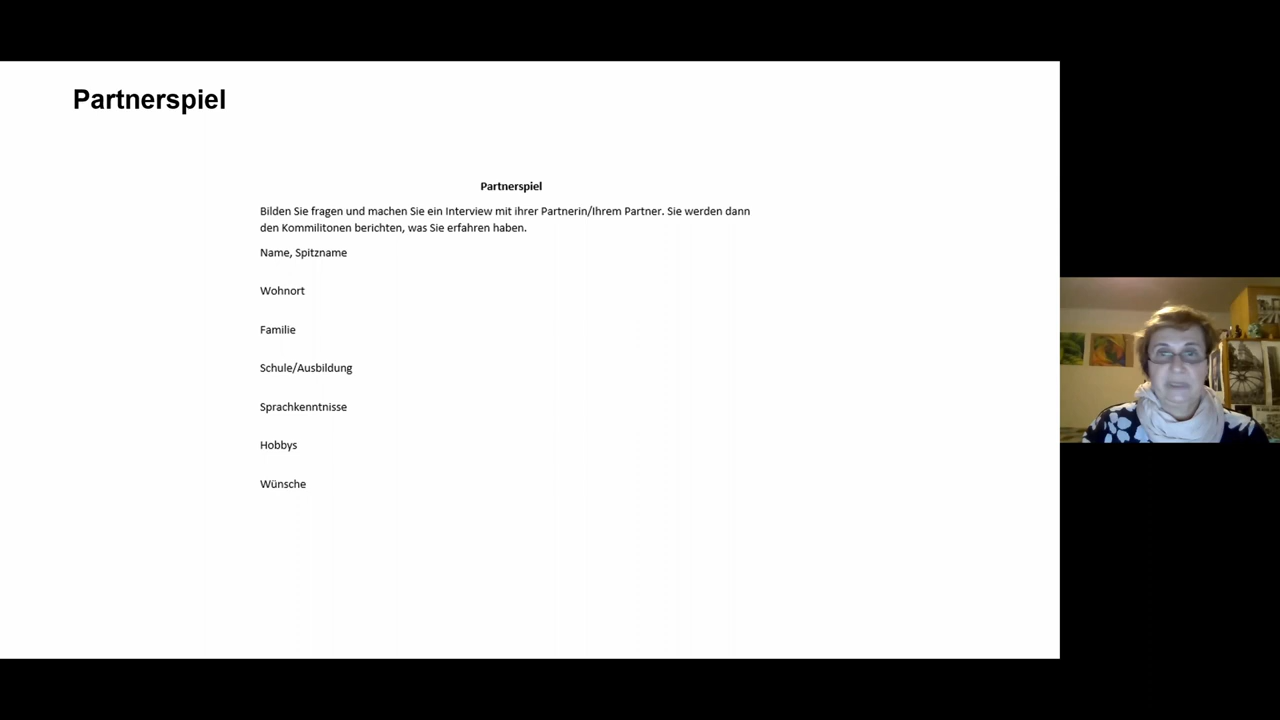 Partnerspiel
Partnerspiel
Bilden Sie fragen und machen Sie ein Interview mit ihrer Partnerin/Ihrem Partner. Sie werden dann
den Kommilitonen berichten, was Sie erfahren haben.
Name, Spitzname
Wohnort
Familie
Schule/Ausbildung
Sprachkenntnisse
Hobbys
Wünsche